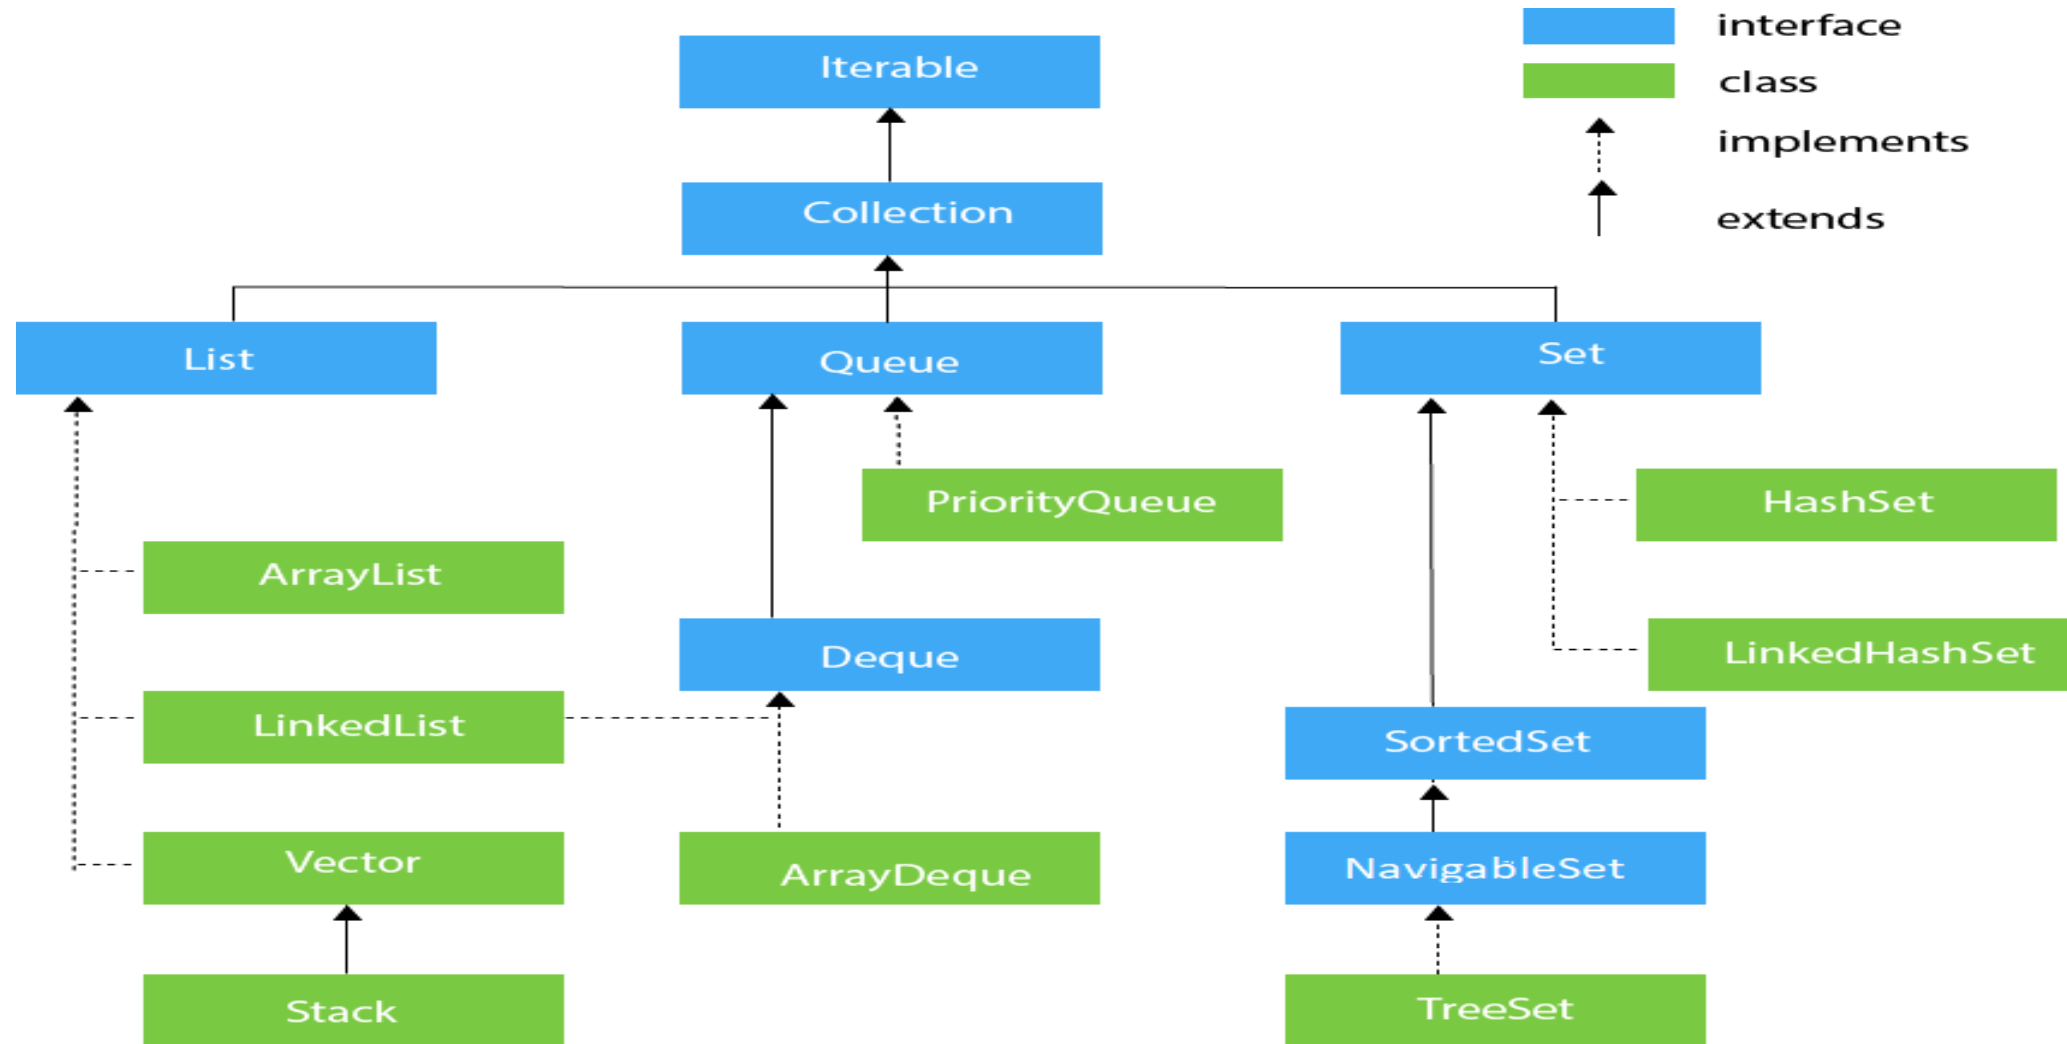 interface
Iterable
class
implements
Collection
extends
List
Queue
Set
PriorityQueue
HashSet
ArrayList
Deque
LinkedHashSet
LinkedList
SortedSet
Vector
ArrayDeque
NavigableSet
Stack
TreeSet